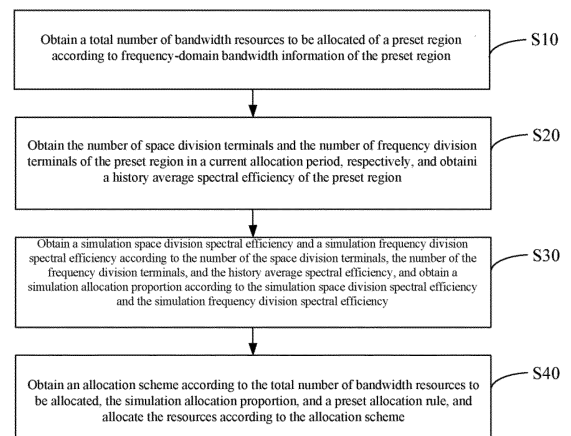 Obtain a total number of bandwidth resources to be allocated of a preset region
according to frequency-domain bandwidth information of the preset region
S10
Obtain the number of space division terminals and the number of frequency division
terminals of the preset region in a current allocation period, respectively, and obtaini
a history average spectral efficiency of the preset region
S20
Obtain a simulation space division spectral efficiency and a simulation frequency division
spectral efficiency according to the number of the space division terminals, the number of the
frequency division terminals, and the history average spectral efficiency, and obtain a
simulation allocation proportion according to the simulation space division spectral efficiency
and the simulation frequency division spectral efficiency
S30
Obtain an allocation scheme according to the total number of bandwidth resources to
be allocated, the simulation allocation proportion, and a preset allocation rule, and
allocate the resources according to the allocation scheme
S40